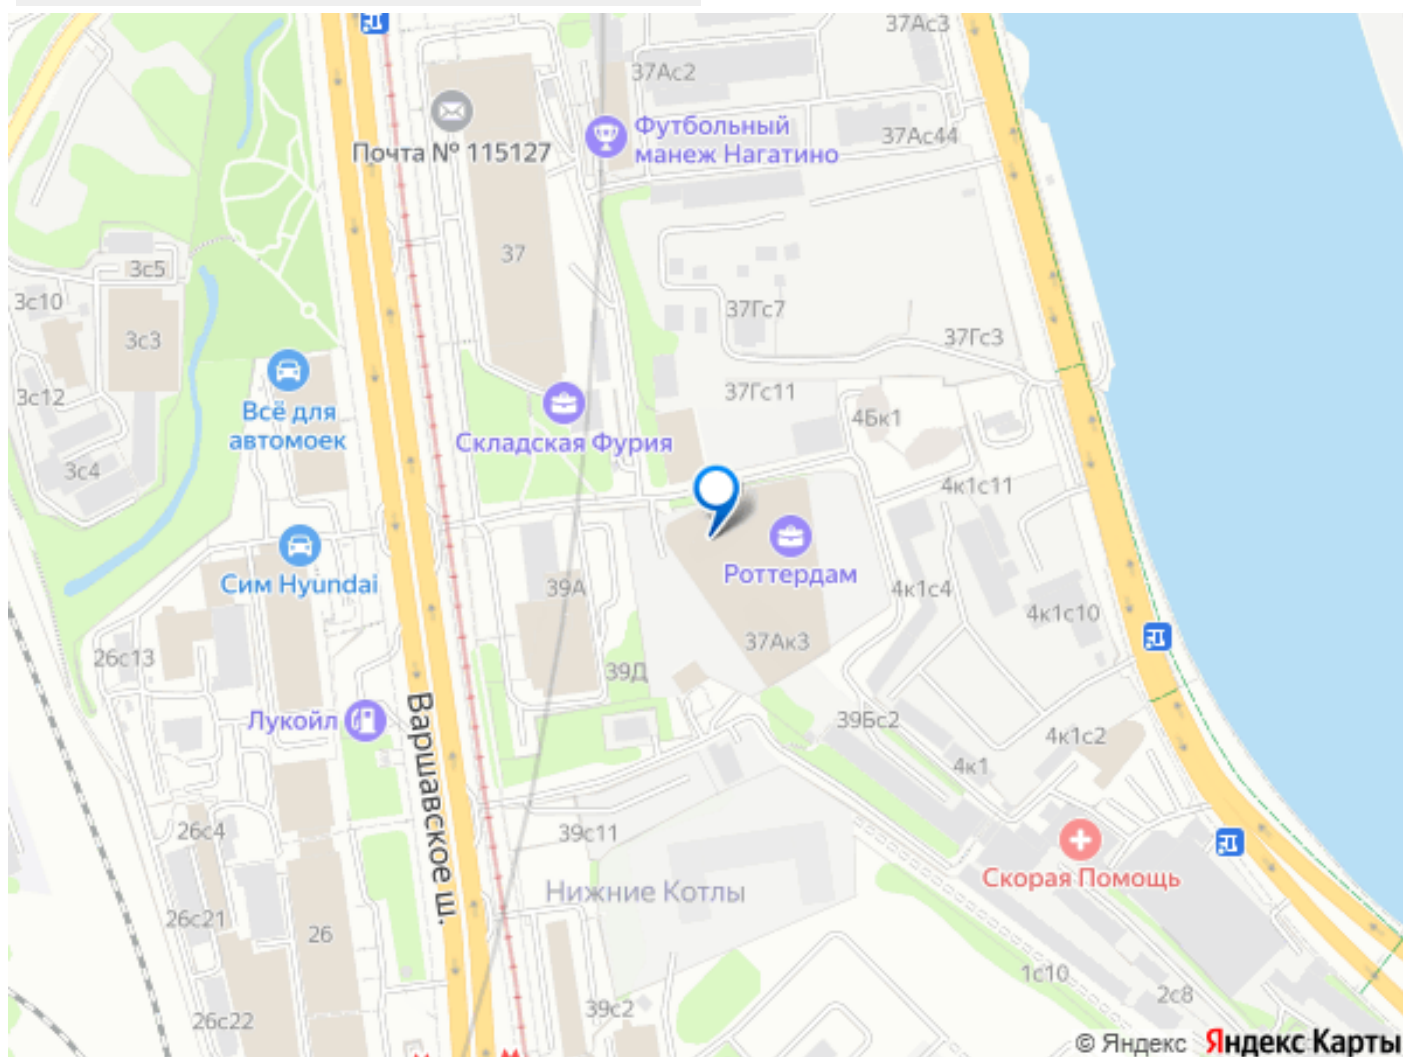 37Ас3
37Ас2
Почта № 115127
Футбольный
манеж Нагатино
37Ас44
37
3с5
3с10
3с3
37Гс7
37Гс3
3с12
Всё для
автомоек
37Гс11
4Бк1
Складская Фурия
3с4
4к1с11
Сим Hyundai
39А
Роттердам
4к1с4
4к1с10
37Ак3
26с13
39Д
Лукойл
Варшавское ш.
39Бс2
4к1с2
4к1
26с4
39с11
Скорая Помощь
Нижние Котлы
26с21
26
1с10
2с8
39с2
26с22
© Яндекс Яндекс Карты